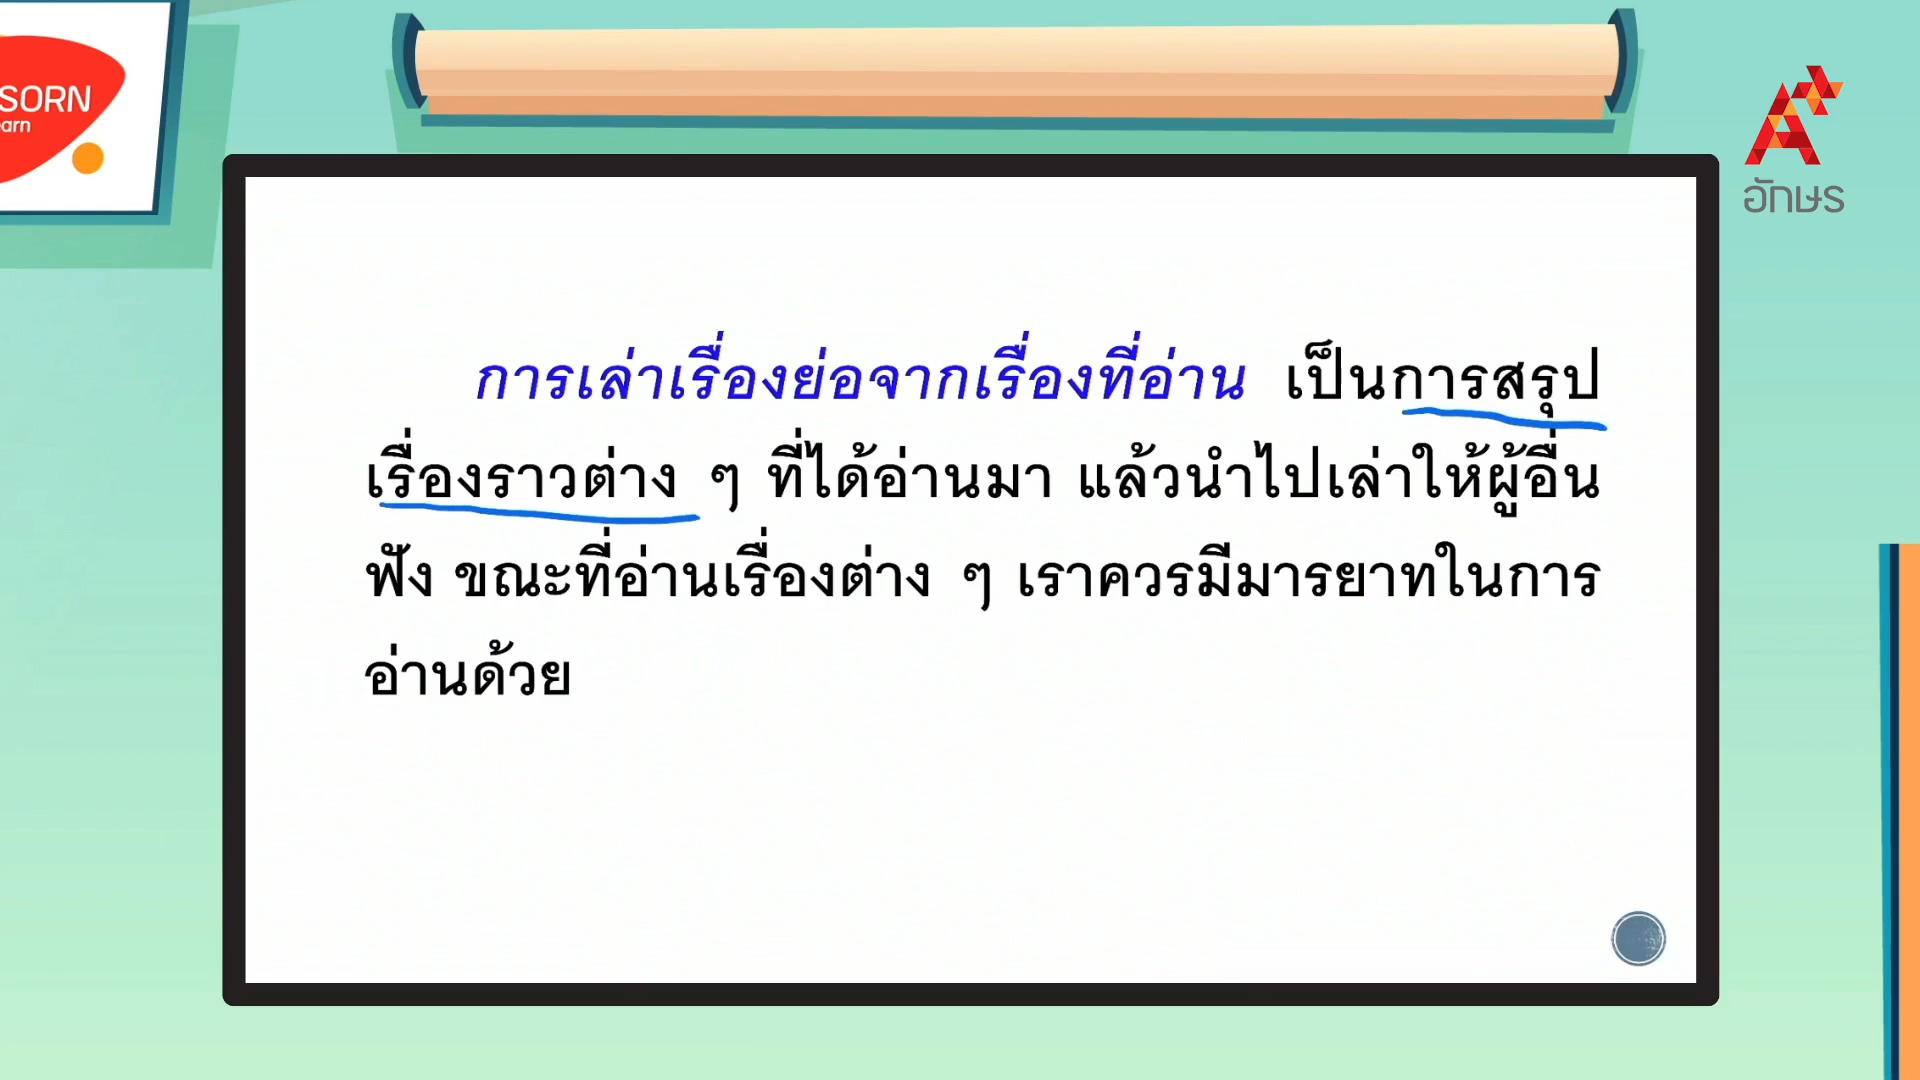 SORN
arn
อักษร
การเล่าเรื่องย่อจากเรื่องที่อ่าน เป็นการสรุป
เรื่องราวต่าง ๆ ที่ได้อ่านมา แล้วนำไปเล่าให้ผู้อื่น
ฟัง ขณะที่อ่านเรื่องต่าง ๆ เราควรมีมารยาทในการ
อ่านด้วย